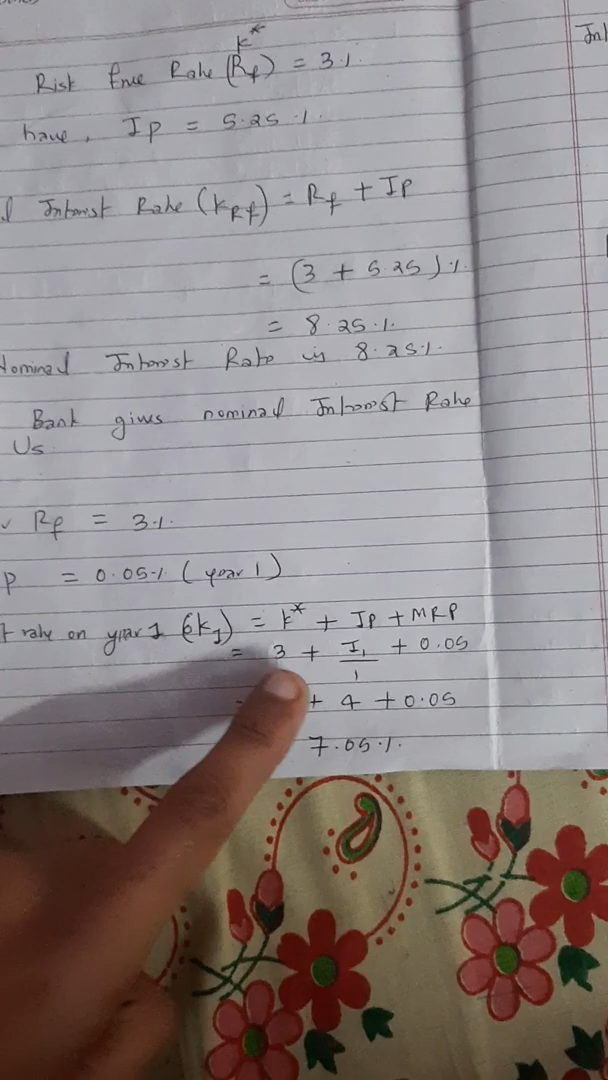 Risk free Rate (Rf) = 3%
k*
have, IP = 5.25%
Interest Rate (KRf) = Rf + IP
= (3 + 5.25)%
= 8.25%
Nominal Interest Rate is 8.25%.
Bank gives nominal Interest Rate
Us
Rf = 3%
P = 0.05% (year 1)
rate on year 1 (k1) = k* + IP + MRP
= 3 + I1/1 + 0.05
+ 4 + 0.05
7.05%